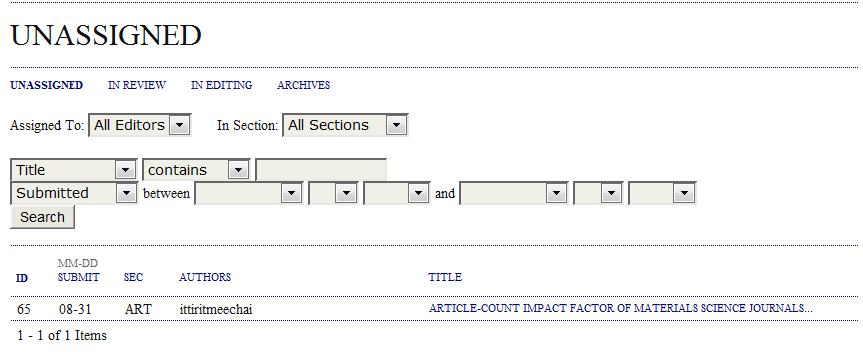 UNASSIGNED
UNASSIGNED IN REVIEW IN EDITING ARCHIVES
Assigned To: All Editors In Section: All Sections
Title contains
Submitted between and
Search
MM-DD
ID SUBMIT SEC AUTHORS TITLE
65 08-31 ART ittiritmeechai ARTICLE-COUNT IMPACT FACTOR OF MATERIALS SCIENCE JOURNALS...
1 - 1 of 1 Items